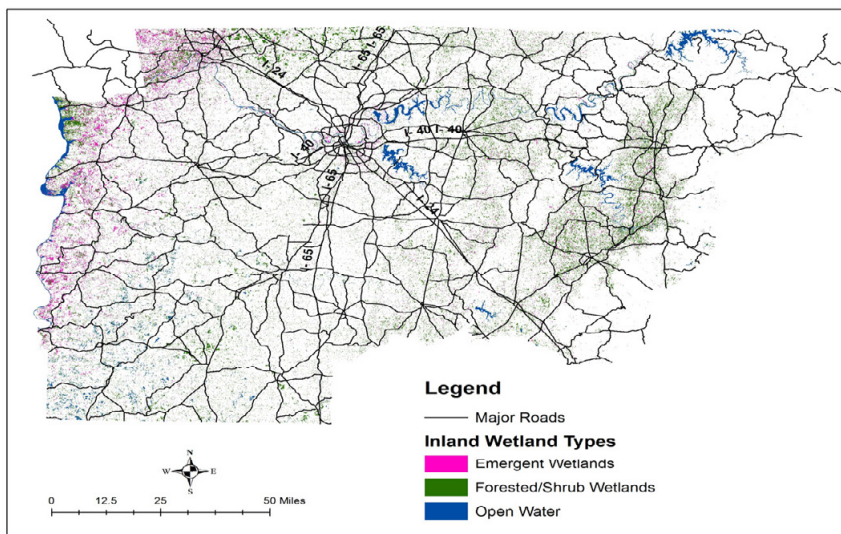 I- 24
I-65
I- 65
I- 40
I- 40
I- 40
I- 24
I-65
I- 65
Legend
Major Roads
Inland Wetland Types
Emergent Wetlands
Forested/Shrub Wetlands
Open Water
N
W
E
S
0
12.5
25
50 Miles